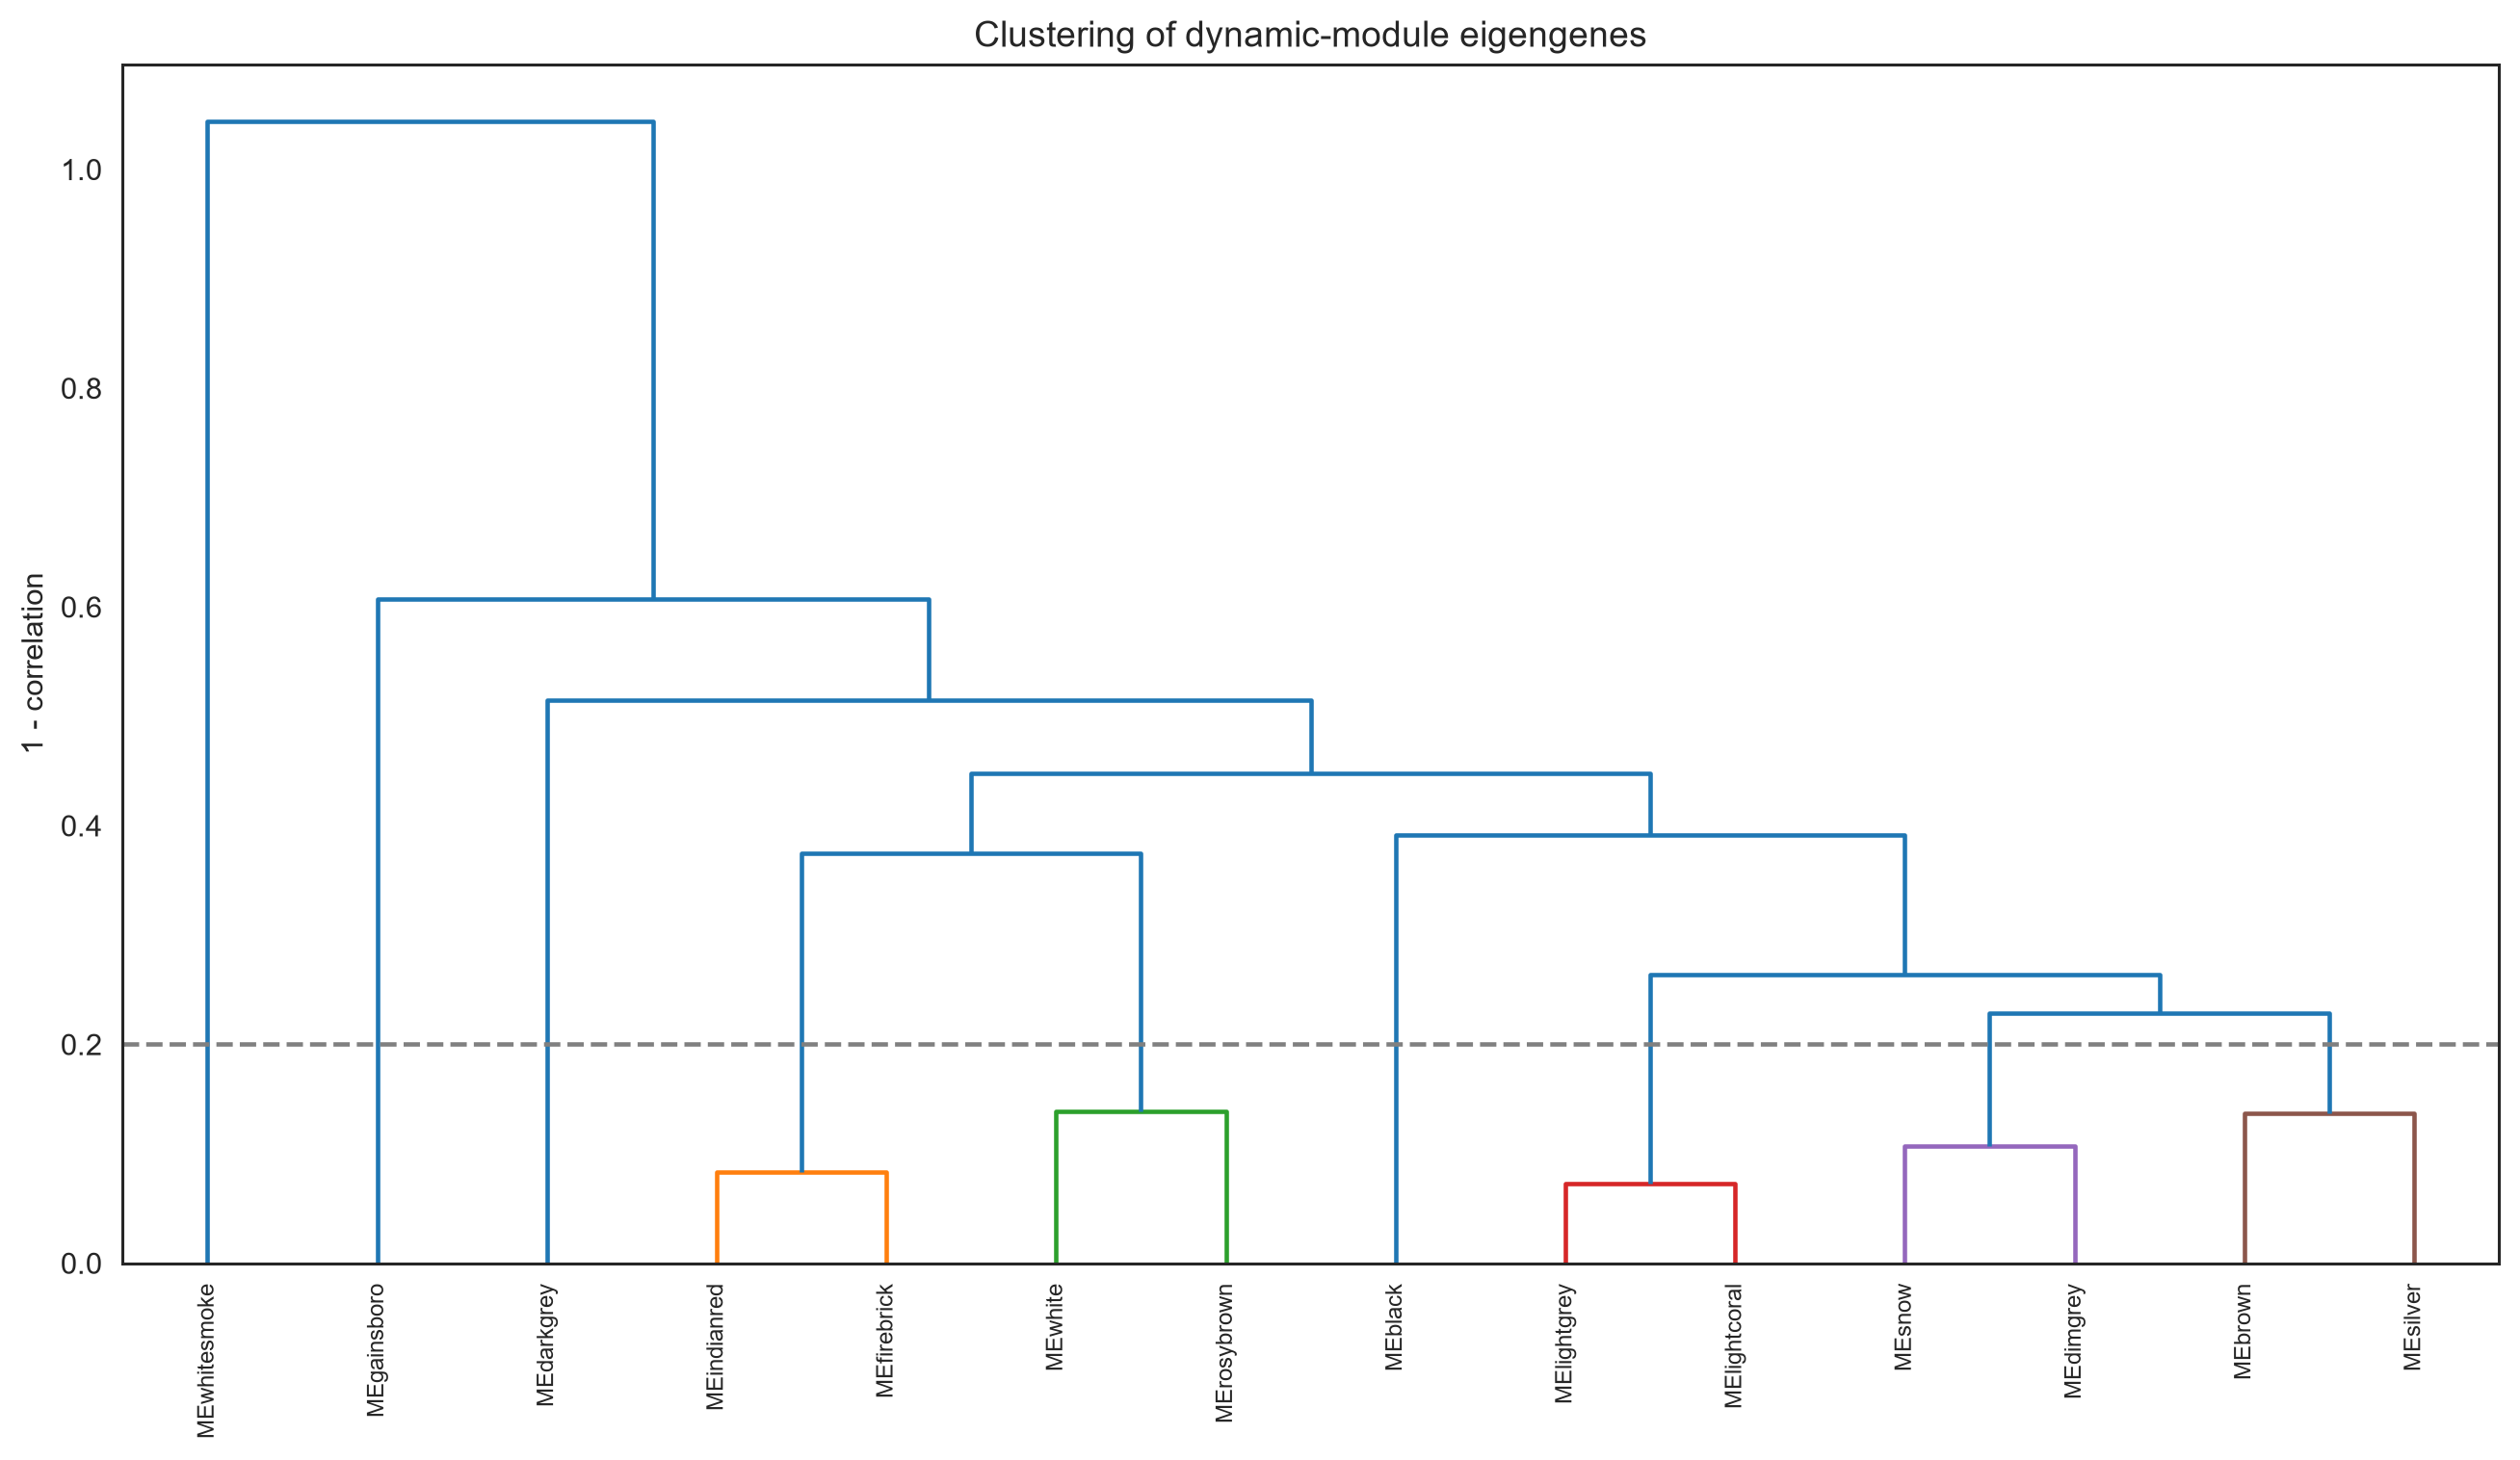 Clustering of dynamic-module eigengenes
1 - correlation
1.0
0.8
0.6
0.4
0.2
0.0
MEwhitesmoke
MEgainsboro
MEdarkgrey
MEindianred
MEfirebrick
MEwhite
MErosybrown
MEblack
MElightgrey
MElightcoral
MEsnow
MEdimgrey
MEbrown
MEsilver